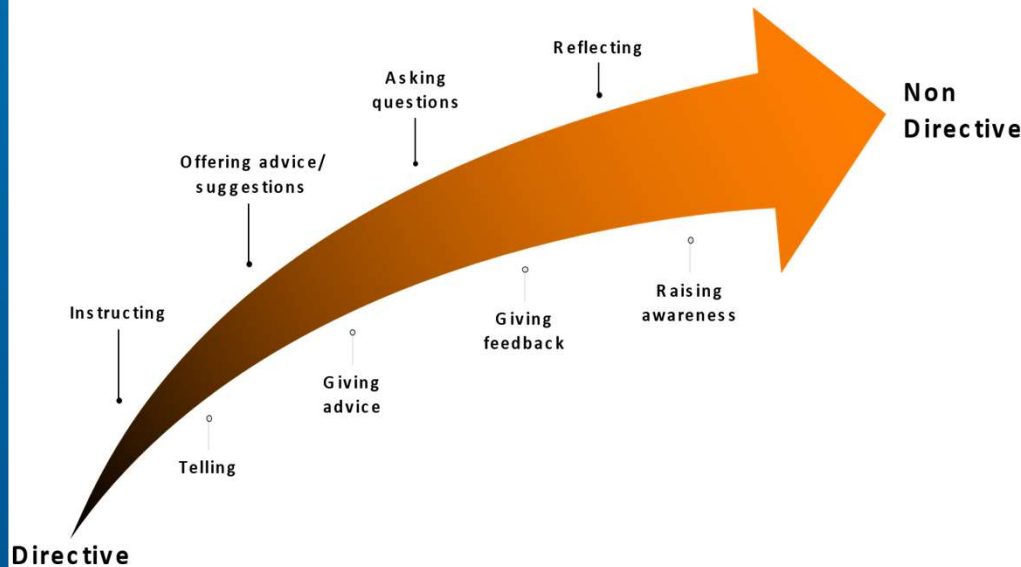 Reflecting
Asking
questions
Non
Directive
Offering advice/
suggestions
Instructing
Raising
awareness
Giving
feedback
Giving
advice
Telling
Directive